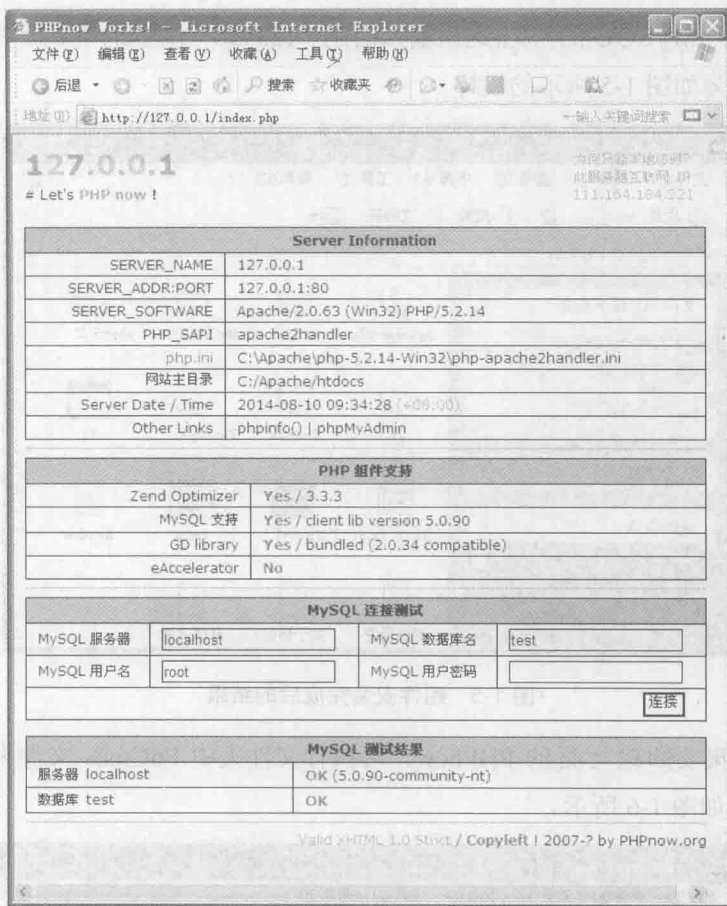 PHPnow Works! - Microsoft Internet Explorer
文件(F) 编辑(E) 查看(V) 收藏(A) 工具(T) 帮助(H)
后退 搜索 收藏夹
地址(D) http://127.0.0.1/index.php
127.0.0.1
# Let's PHP now !
111.164.184.221
Server Information
SERVER_NAME 127.0.0.1
SERVER_ADDR:PORT 127.0.0.1:80
SERVER_SOFTWARE Apache/2.0.63 (Win32) PHP/5.2.14
PHP_SAPI apache2handler
php.ini C:\Apache\php-5.2.14-Win32\php-apache2handler.ini
网站主目录 C:/Apache/htdocs
Server Date / Time 2014-08-10 09:34:28 (+08:00)
Other Links phpinfo() | phpMyAdmin
PHP 组件支持
Zend Optimizer Yes / 3.3.3
MySQL 支持 Yes / client lib version 5.0.90
GD library Yes / bundled (2.0.34 compatible)
eAccelerator No
MySQL 连接测试
MySQL 服务器 localhost MySQL 数据库名 test
MySQL 用户名 root MySQL 用户密码
连接
MySQL 测试结果
服务器 localhost OK (5.0.90-community-nt)
数据库 test OK
Valid XHTML 1.0 Strict / Copyleft ! 2007-? by PHPnow.org